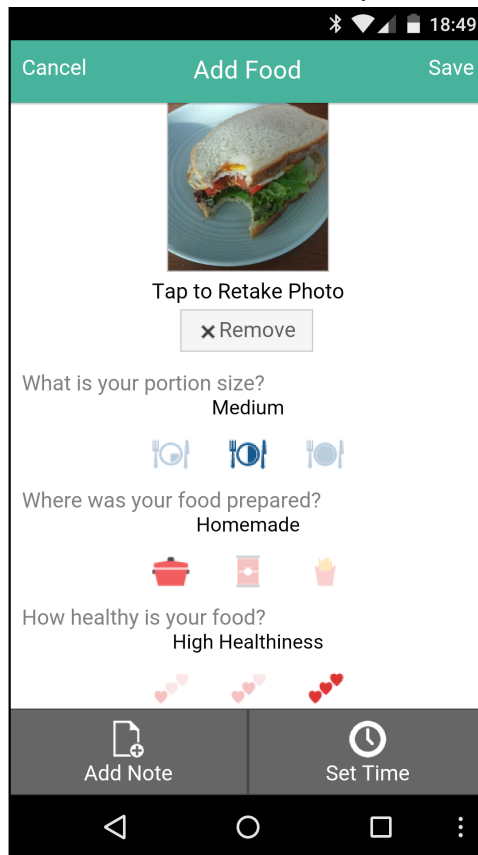 18:49
Cancel Add Food Save
Tap to Retake Photo
×Remove
What is your portion size?
Medium
Where was your food prepared?
Homemade
How healthy is your food?
High Healthiness
Add Note Set Time